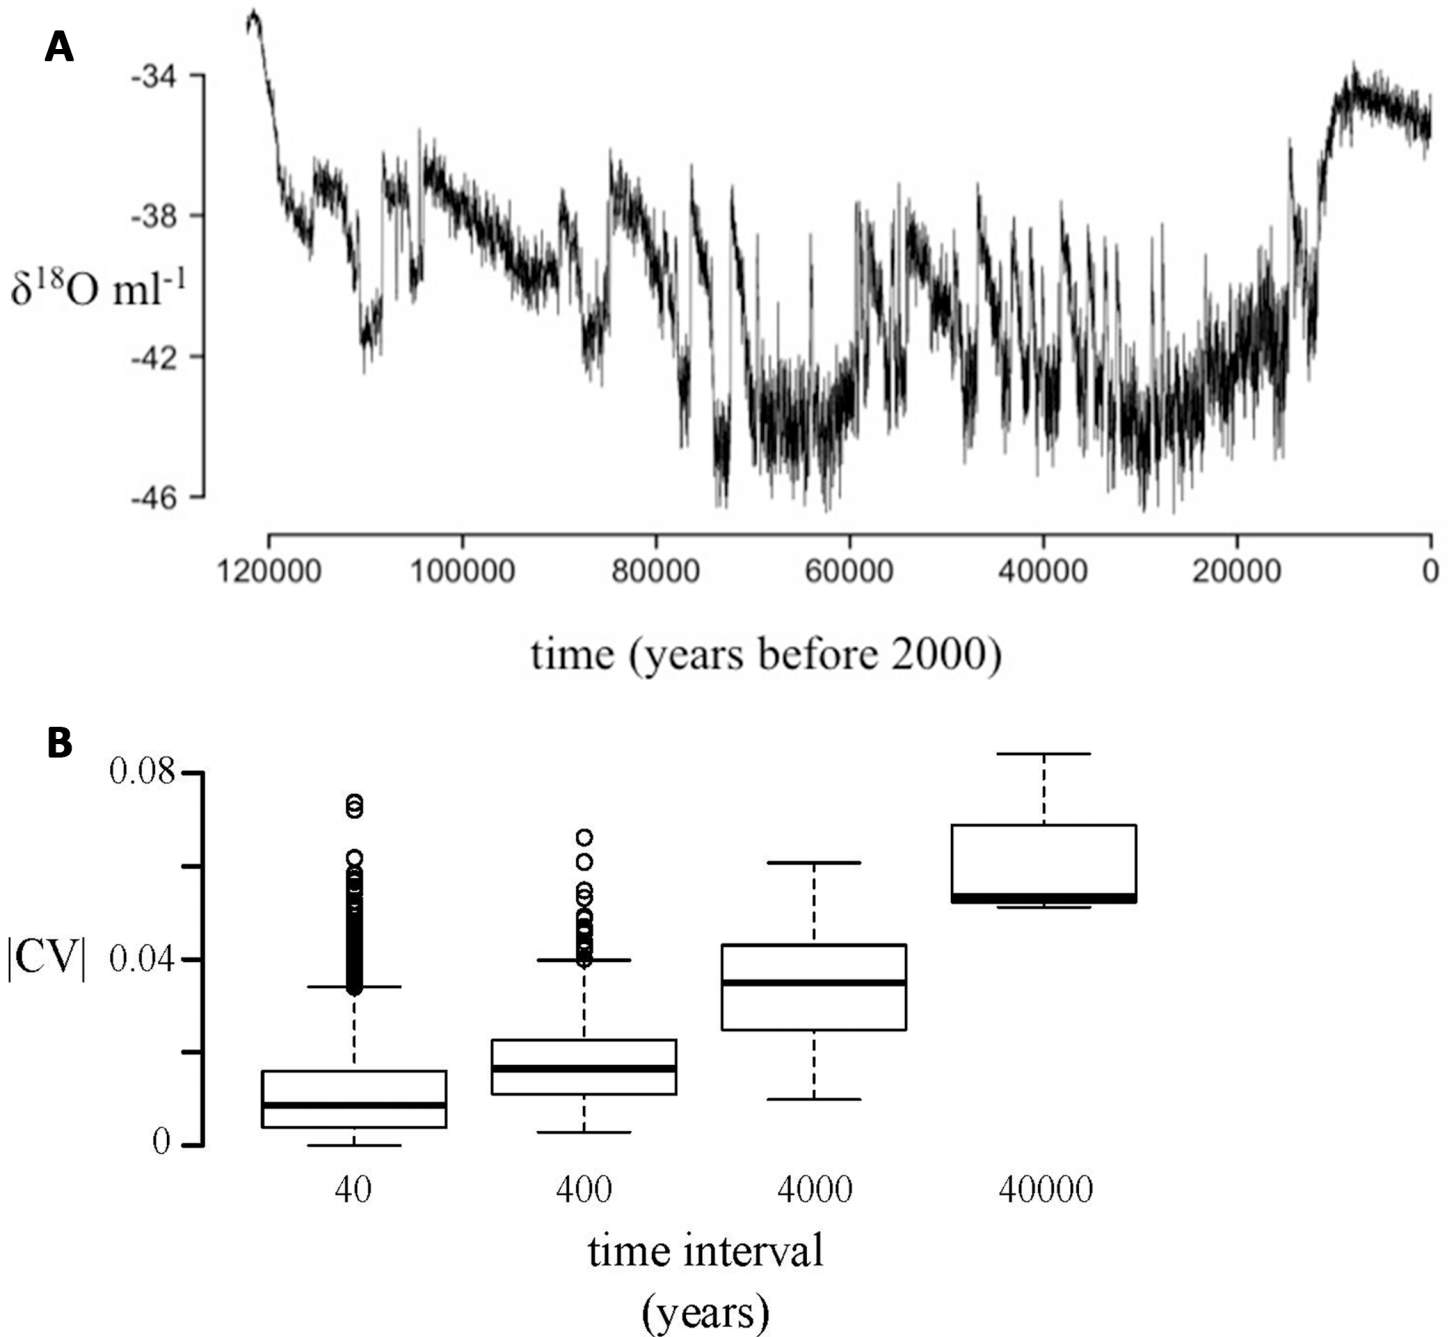 A
-34
-38
δ¹⁸O ml⁻¹
-42
-46
120000 100000 80000 60000 40000 20000 0
time (years before 2000)
B
0.08
|CV| 0.04
0
40 400 4000 40000
time interval
(years)